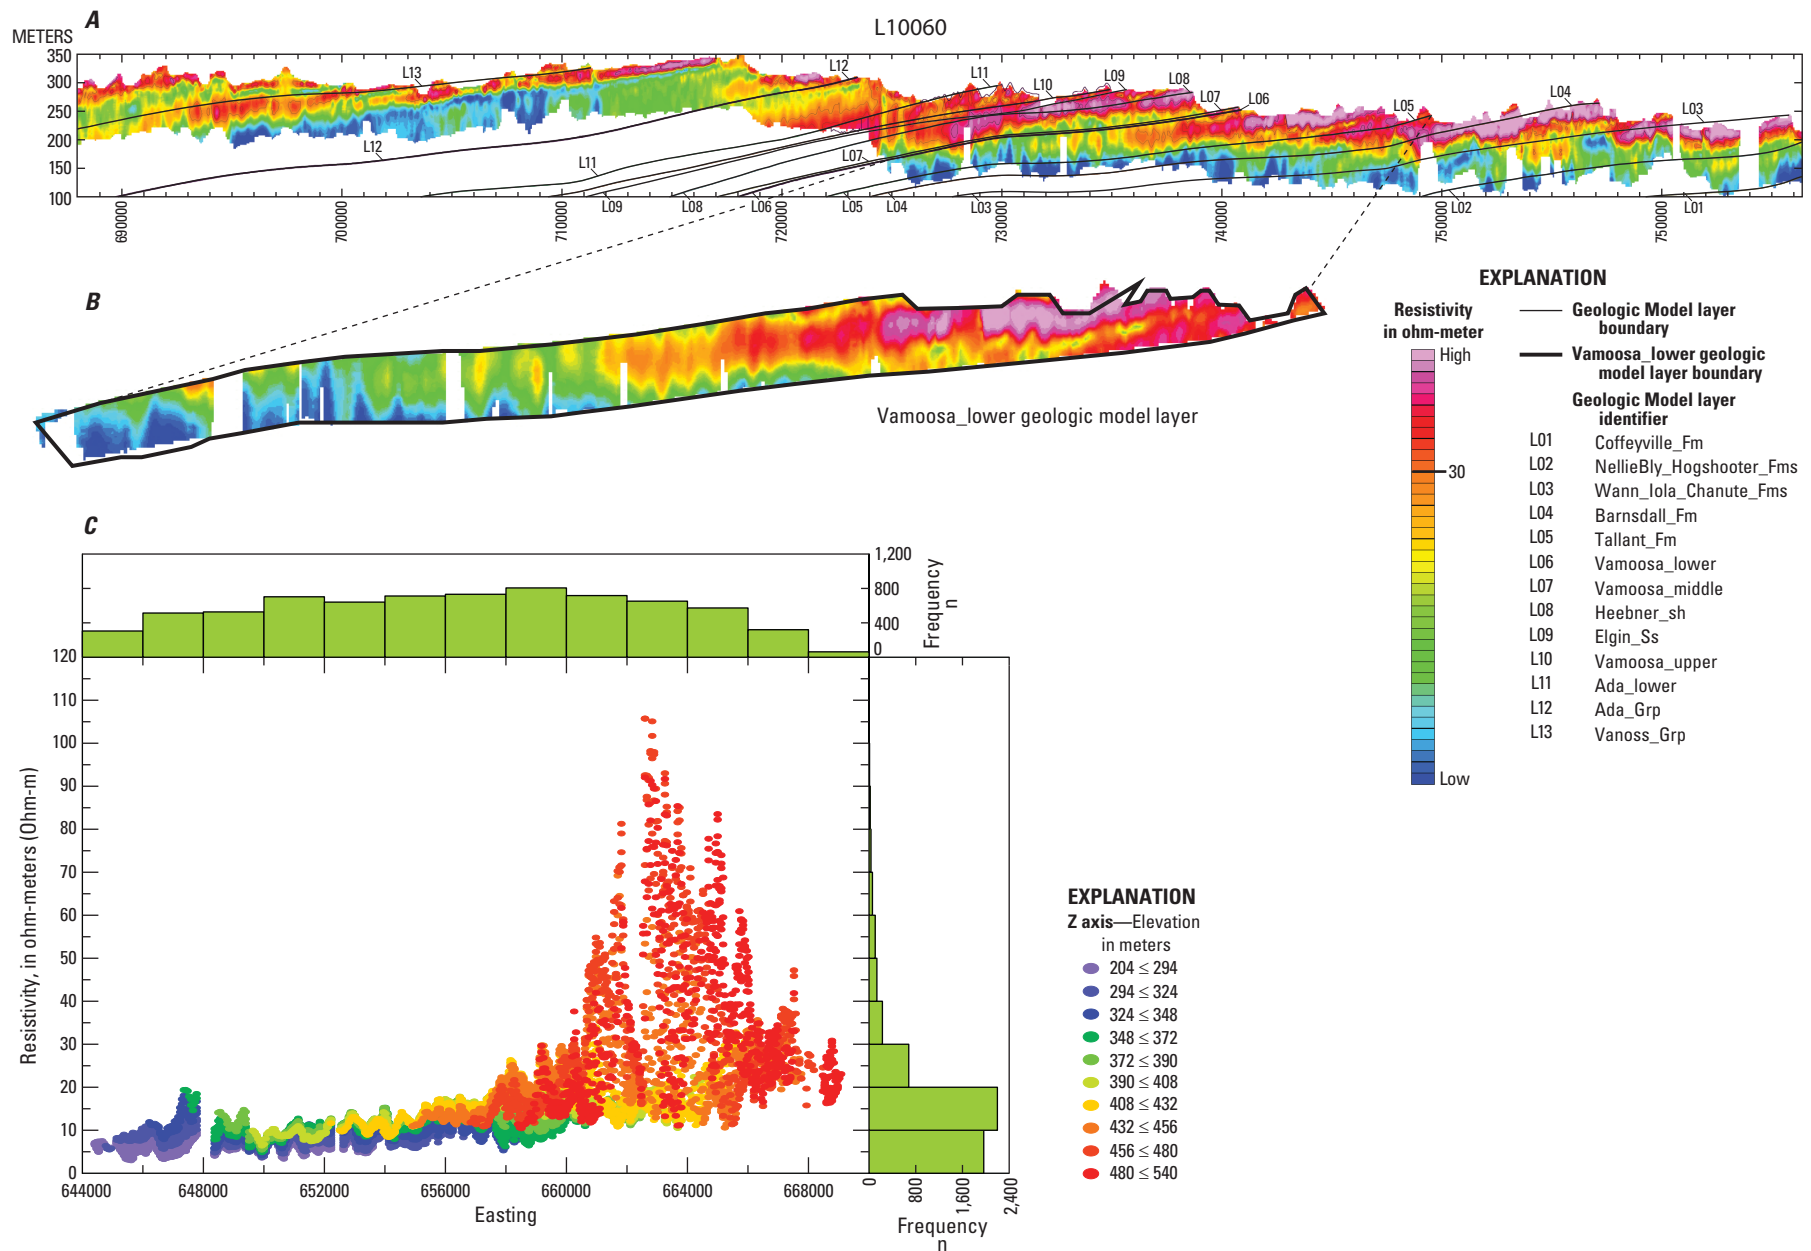 A
L10060
METERS
350
300
250
200
150
100
L13
L12
L11
L10
L09
L08
L07
L06
L05
L04
L03
L12
L11
L07
L09
L08
L06
L05
L04
L03
L02
L01
690000
700000
710000
720000
730000
740000
750000
750000
B
Vamoosa_lower geologic model layer
EXPLANATION
Resistivity
in ohm-meter
High
30
Low
Geologic Model layer
boundary
Vamoosa_lower geologic
model layer boundary
Geologic Model layer
identifier
L01 Coffeyville_Fm
L02 NellieBly_Hogshooter_Fms
L03 Wann_Iola_Chanute_Fms
L04 Barnsdall_Fm
L05 Tallant_Fm
L06 Vamoosa_lower
L07 Vamoosa_middle
L08 Heebner_sh
L09 Elgin_Ss
L10 Vamoosa_upper
L11 Ada_lower
L12 Ada_Grp
L13 Vanoss_Grp
C
1,200
800
400
0
Frequency
n
120
110
100
90
80
70
60
50
40
30
20
10
0
Resistivity, in ohm-meters (Ohm-m)
644000
648000
652000
656000
660000
664000
668000
Easting
0
800
1,600
2,400
Frequency
n
EXPLANATION
Z axis—Elevation
in meters
204 ≤ 294
294 ≤ 324
324 ≤ 348
348 ≤ 372
372 ≤ 390
390 ≤ 408
408 ≤ 432
432 ≤ 456
456 ≤ 480
480 ≤ 540